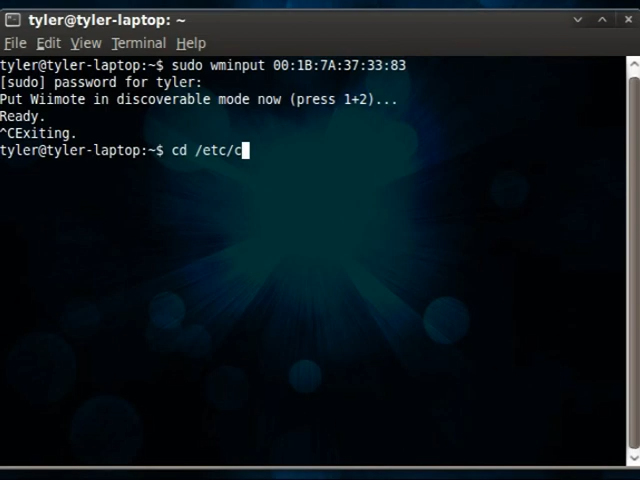 tyler@tyler-laptop: ~
File Edit View Terminal Help
tyler@tyler-laptop:~$ sudo wminput 00:1B:7A:37:33:83
[sudo] password for tyler:
Put Wiimote in discoverable mode now (press 1+2)...
Ready.
^CExiting.
tyler@tyler-laptop:~$ cd /etc/c